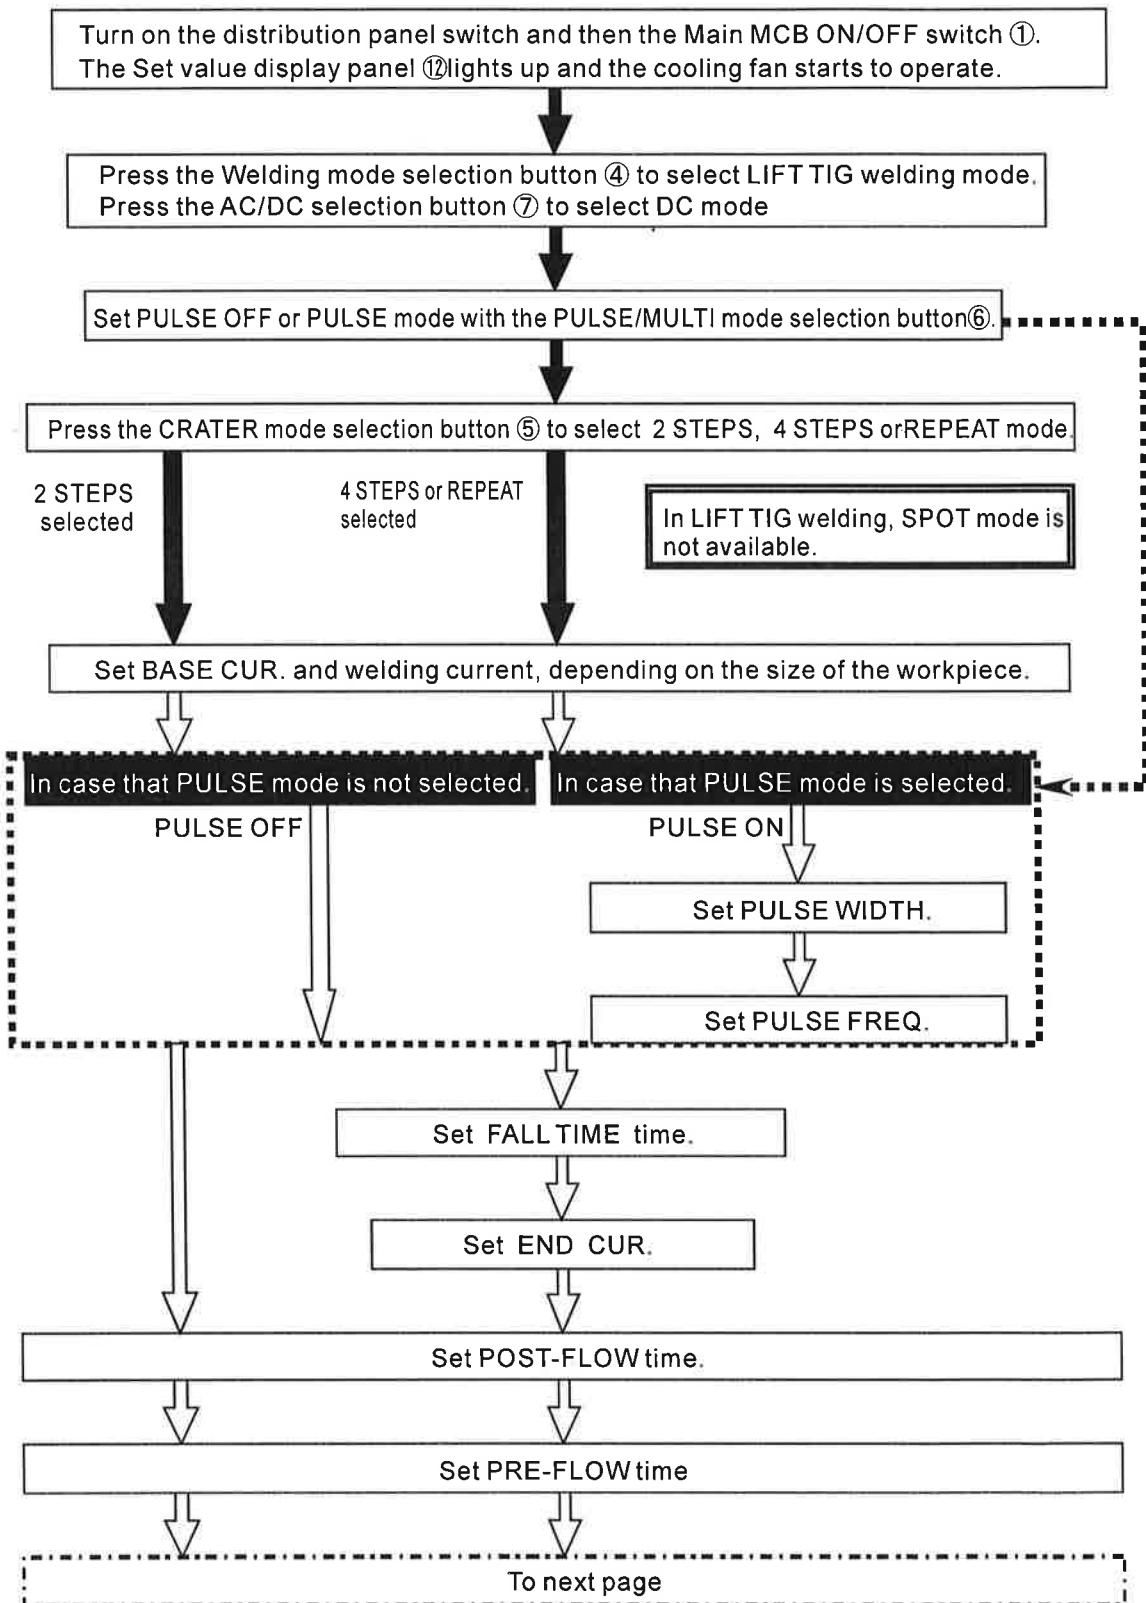 Turn on the distribution panel switch and then the Main MCB ON/OFF switch ①.
The Set value display panel ⑫lights up and the cooling fan starts to operate.
Press the Welding mode selection button ④ to select LIFT TIG welding mode.
Press the AC/DC selection button ⑦ to select DC mode
Set PULSE OFF or PULSE mode with the PULSE/MULTI mode selection button⑥.
Press the CRATER mode selection button ⑤ to select 2 STEPS, 4 STEPS orREPEAT mode.
2 STEPS
selected
4 STEPS or REPEAT
selected
In LIFT TIG welding, SPOT mode is
not available.
Set BASE CUR. and welding current, depending on the size of the workpiece.
In case that PULSE mode is not selected.
In case that PULSE mode is selected.
PULSE OFF
PULSE ON
Set PULSE WIDTH.
Set PULSE FREQ.
Set FALL TIME time.
Set END CUR.
Set POST-FLOW time.
Set PRE-FLOW time
To next page